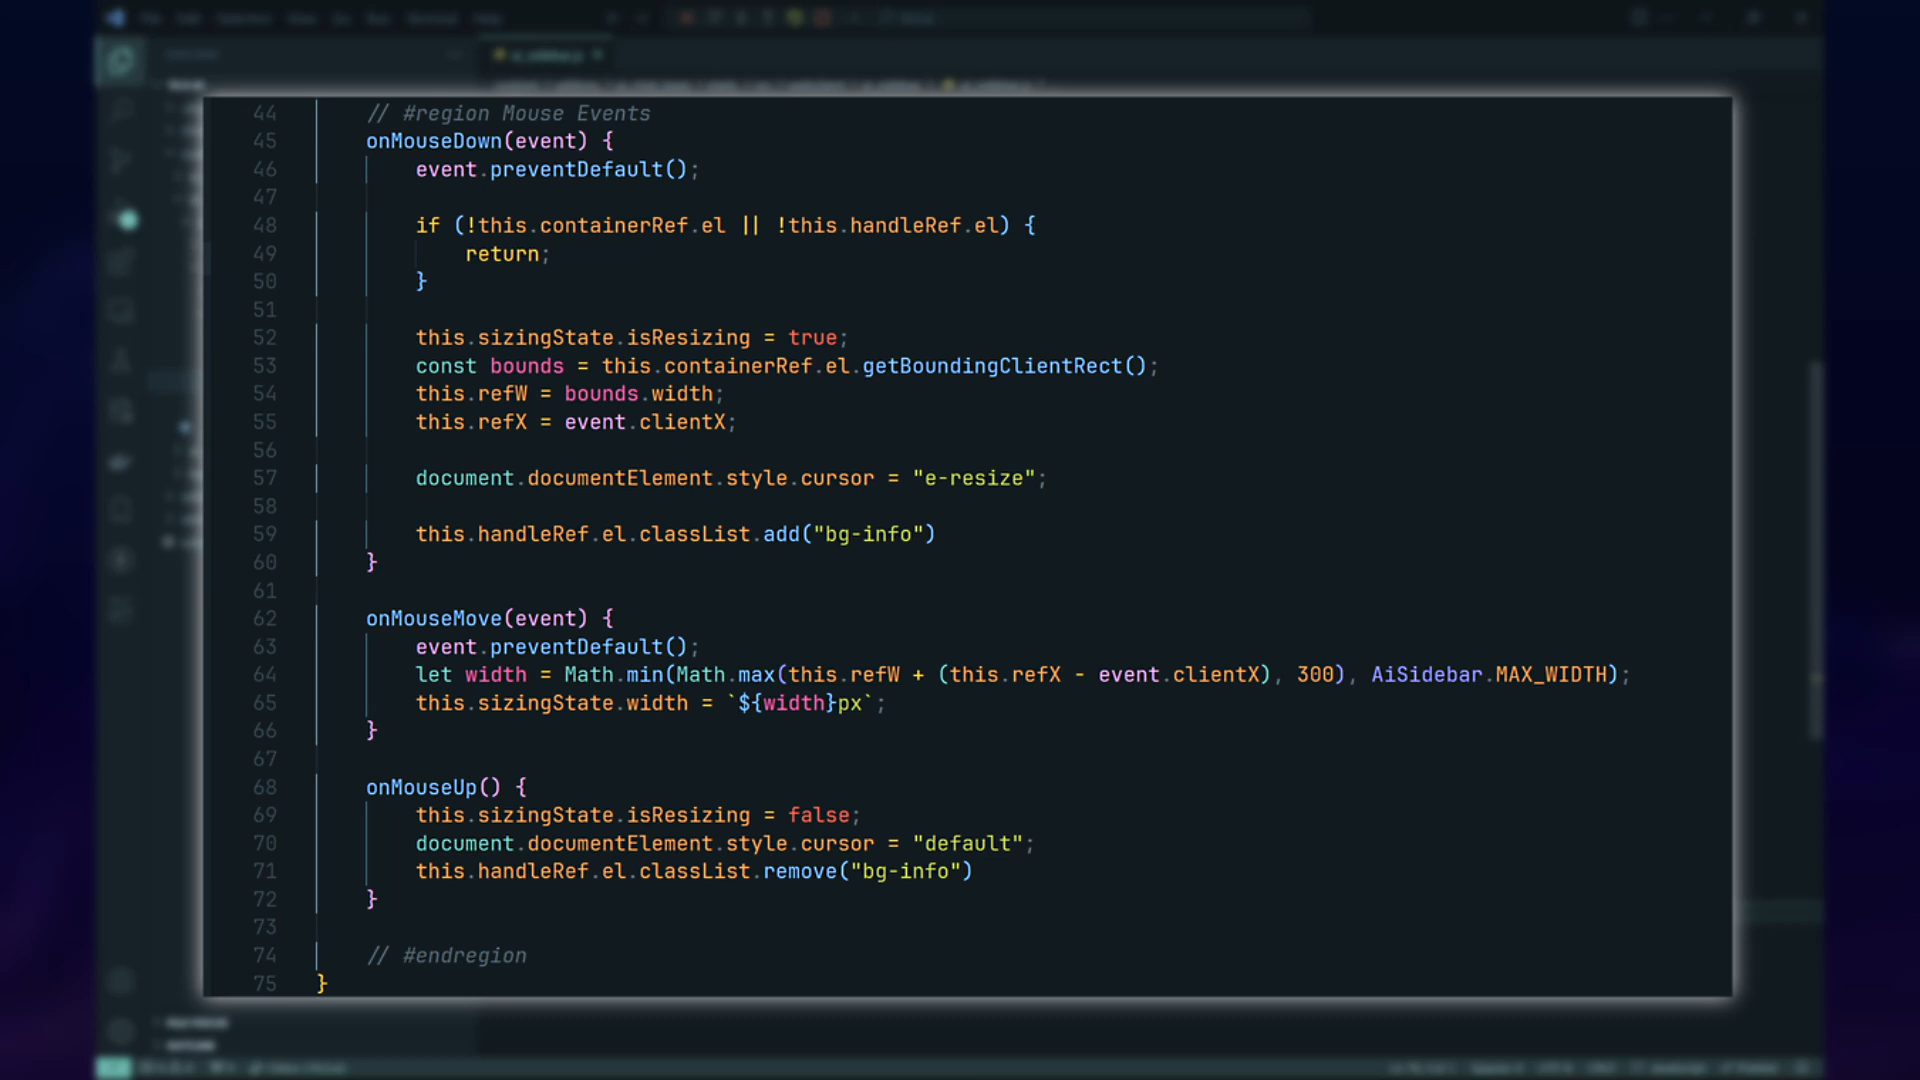 44 // #region Mouse Events
45 onMouseDown(event) {
46 event.preventDefault();
47
48 if (!this.containerRef.el || !this.handleRef.el) {
49 return;
50 }
51
52 this.sizingState.isResizing = true;
53 const bounds = this.containerRef.el.getBoundingClientRect();
54 this.refW = bounds.width;
55 this.refX = event.clientX;
56
57 document.documentElement.style.cursor = "e-resize";
58
59 this.handleRef.el.classList.add("bg-info")
60 }
61
62 onMouseMove(event) {
63 event.preventDefault();
64 let width = Math.min(Math.max(this.refW + (this.refX - event.clientX), 300), AiSidebar.MAX_WIDTH);
65 this.sizingState.width = `${width}px`;
66 }
67
68 onMouseUp() {
69 this.sizingState.isResizing = false;
70 document.documentElement.style.cursor = "default";
71 this.handleRef.el.classList.remove("bg-info")
72 }
73
74 // #endregion
75 }